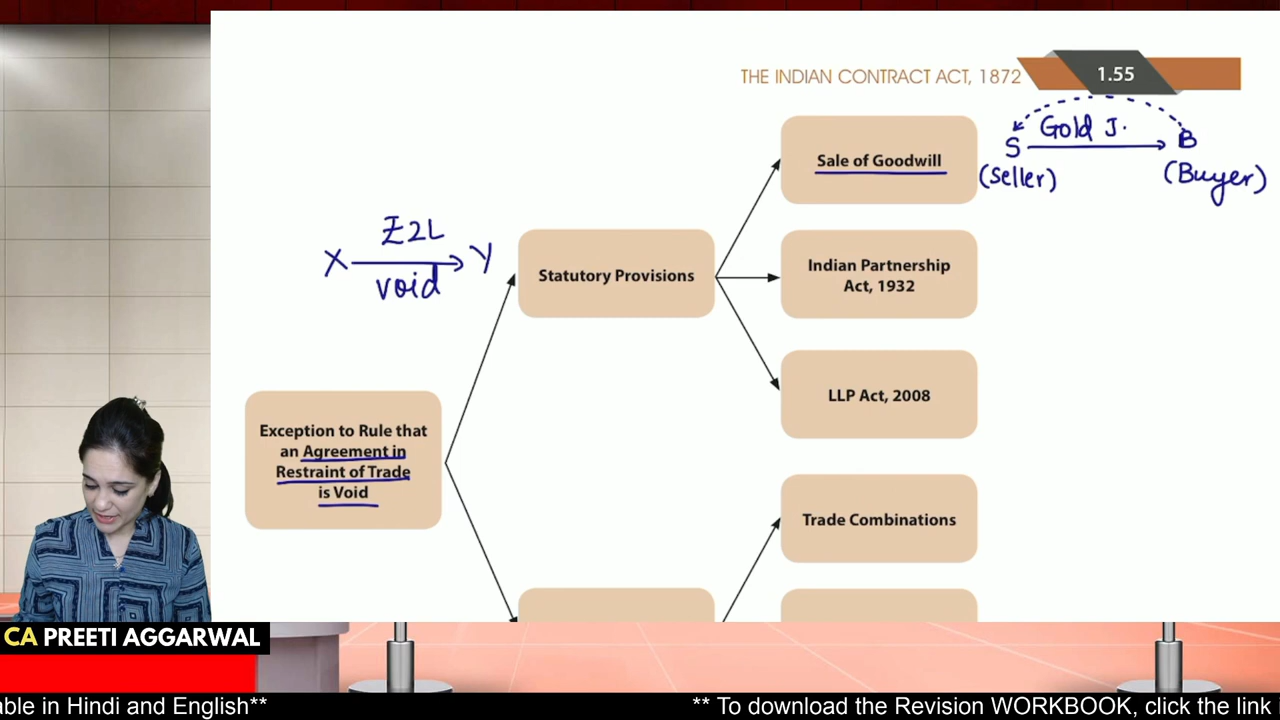 THE INDIAN CONTRACT ACT, 1872
1.55
Sale of Goodwill
S
Gold J.
B
(Seller)
(Buyer)
X
₹2L
Y
void
Statutory Provisions
Indian Partnership
Act, 1932
LLP Act, 2008
Exception to Rule that
an Agreement in
Restraint of Trade
is Void
Trade Combinations
CA PREETI AGGARWAL
able in Hindi and English**
** To download the Revision WORKBOOK, click the link